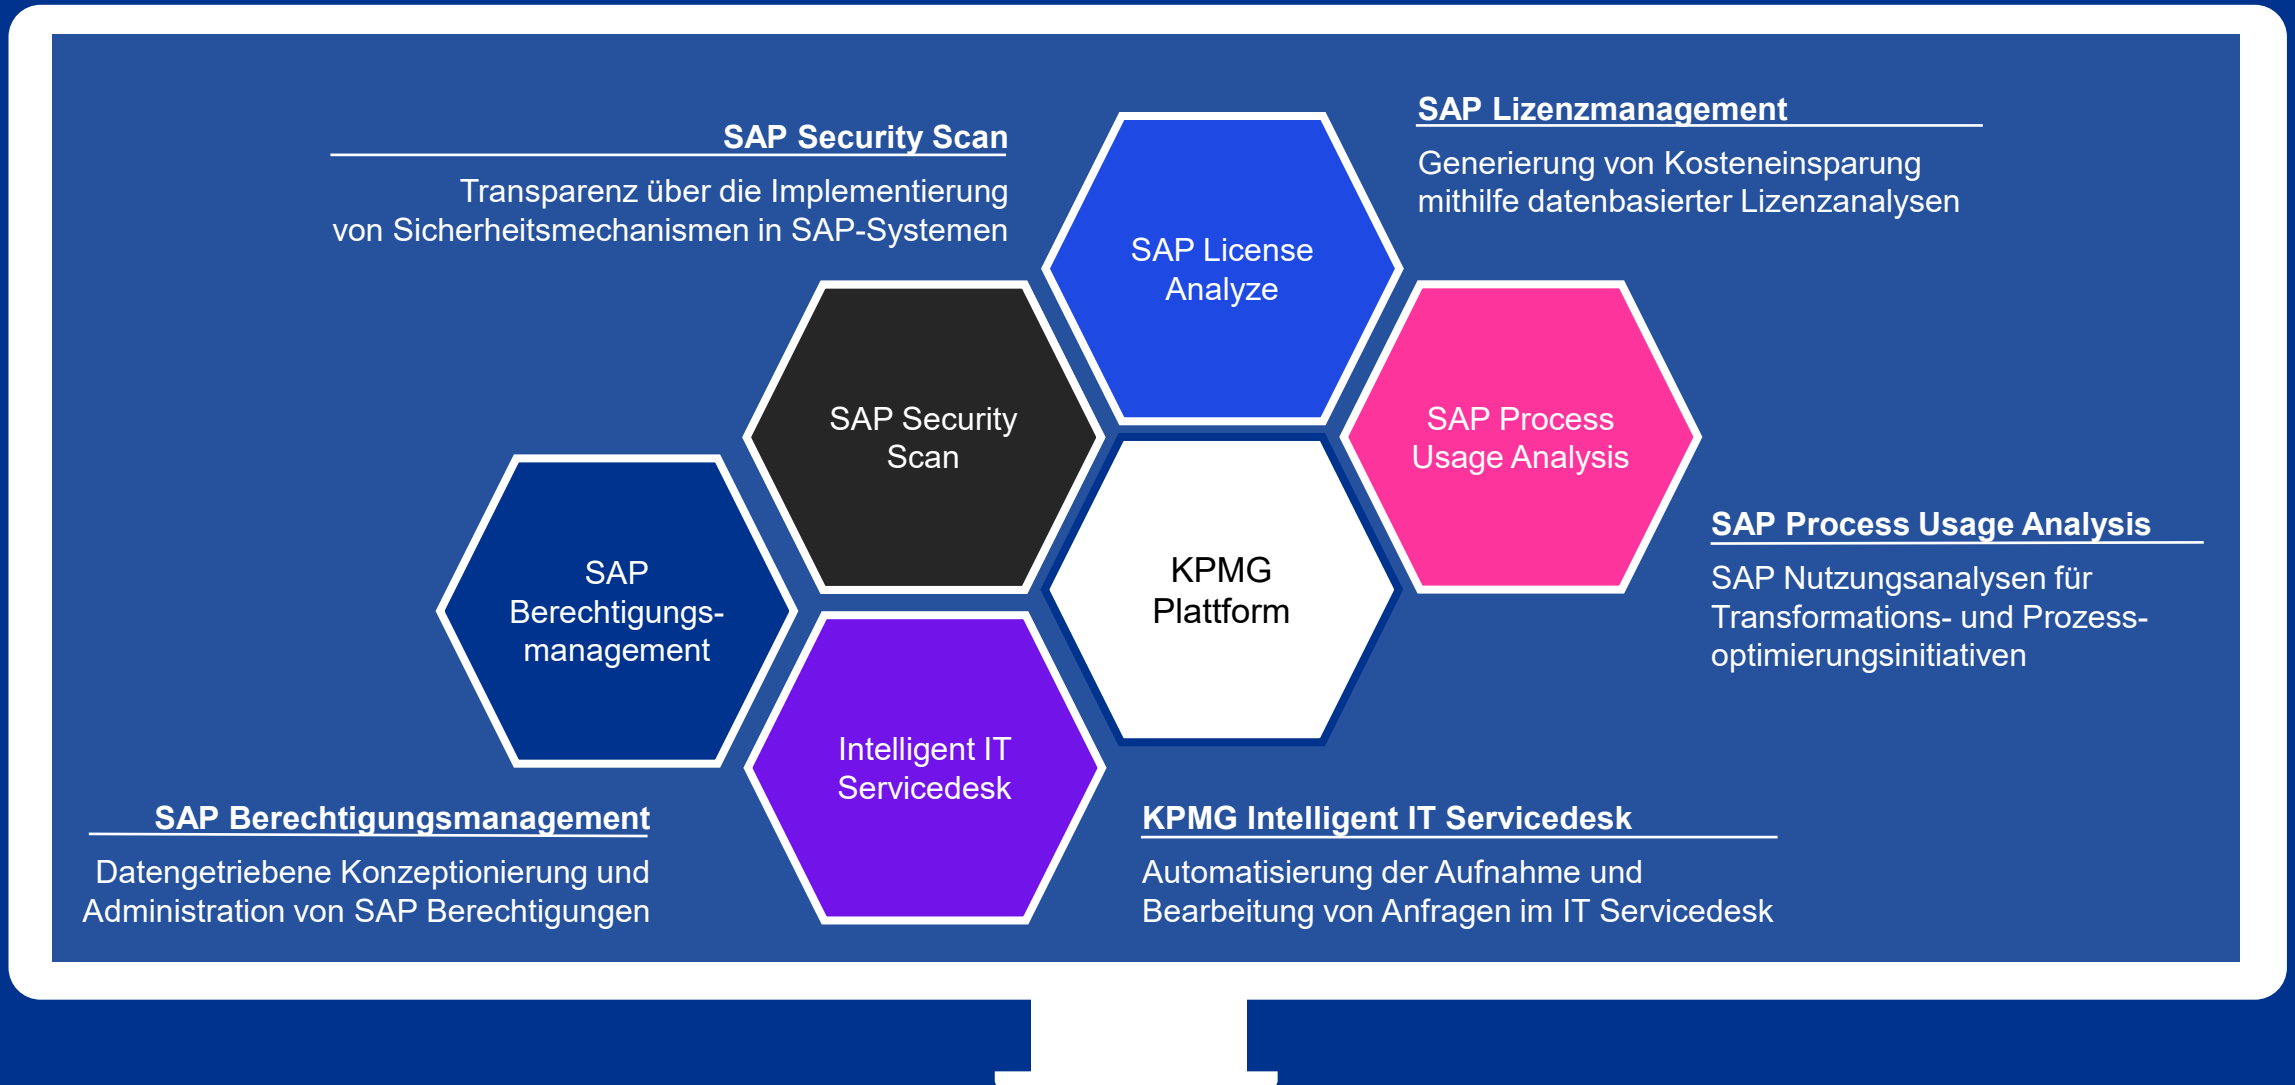 SAP Security Scan
Transparenz über die Implementierung
von Sicherheitsmechanismen in SAP-Systemen
SAP Lizenzmanagement
Generierung von Kosteneinsparung
mithilfe datenbasierter Lizenzanalysen
SAP License
Analyze
SAP Security
Scan
SAP Process
Usage Analysis
SAP
Berechtigungs-
management
KPMG
Plattform
SAP Process Usage Analysis
SAP Nutzungsanalysen für
Transformations- und Prozess-
optimierungsinitiativen
Intelligent IT
Servicedesk
SAP Berechtigungsmanagement
Datengetriebene Konzeptionierung und
Administration von SAP Berechtigungen
KPMG Intelligent IT Servicedesk
Automatisierung der Aufnahme und
Bearbeitung von Anfragen im IT Servicedesk